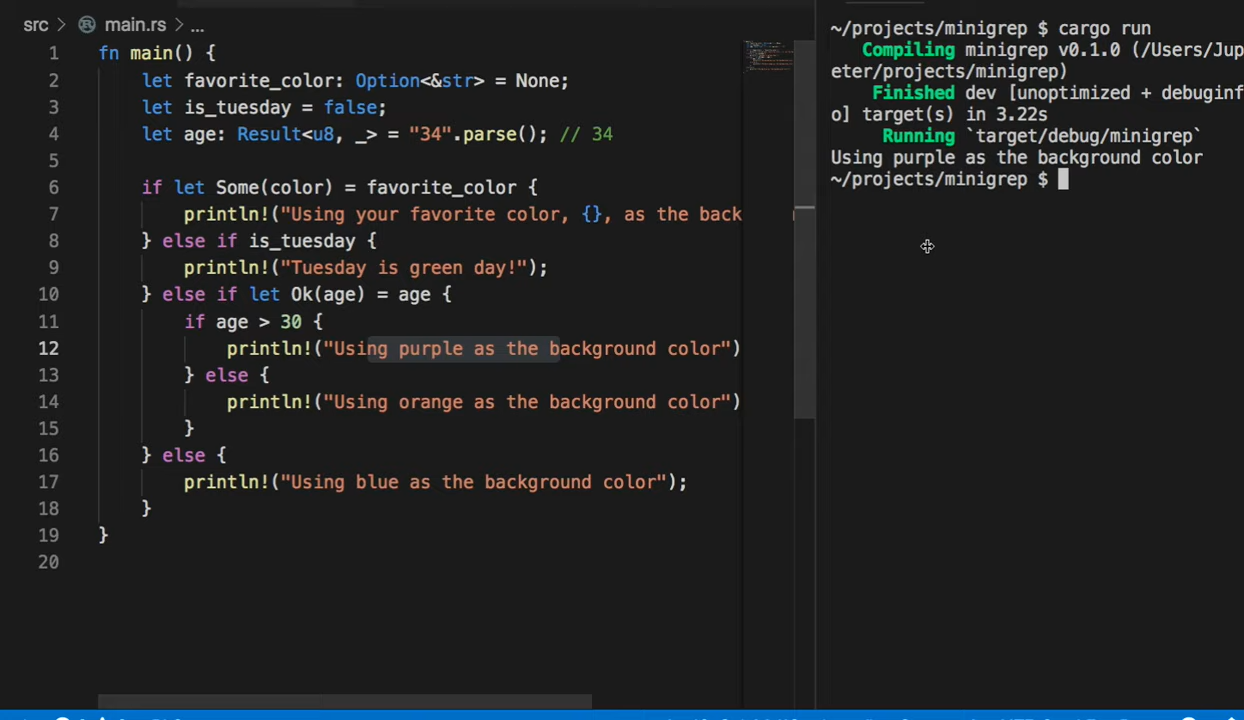 src > main.rs > ...
1 fn main() {
2 let favorite_color: Option<&str> = None;
3 let is_tuesday = false;
4 let age: Result<u8, _> = "34".parse(); // 34
5
6 if let Some(color) = favorite_color {
7 println!("Using your favorite color, {}, as the back
8 } else if is_tuesday {
9 println!("Tuesday is green day!");
10 } else if let Ok(age) = age {
11 if age > 30 {
12 println!("Using purple as the background color")
13 } else {
14 println!("Using orange as the background color")
15 }
16 } else {
17 println!("Using blue as the background color");
18 }
19 }
20
~/projects/minigrep $ cargo run
Compiling minigrep v0.1.0 (/Users/Jup
eter/projects/minigrep)
Finished dev [unoptimized + debuginf
o] target(s) in 3.22s
Running `target/debug/minigrep`
Using purple as the background color
~/projects/minigrep $